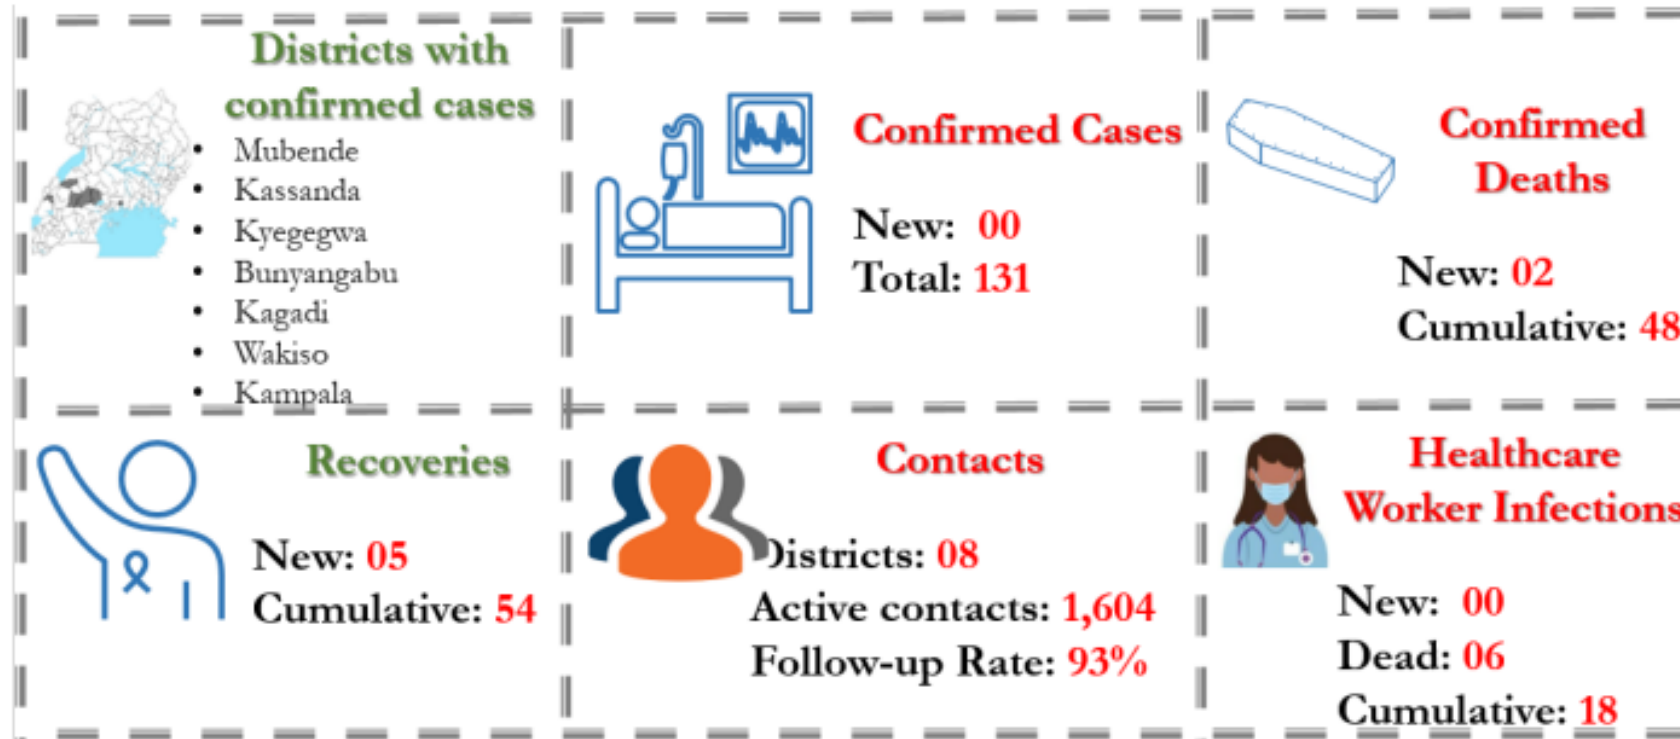 Districts with
confirmed cases
• Mubende
• Kassanda
• Kyegegwa
• Bunyangabu
• Kagadi
• Wakiso
• Kampala
Confirmed Cases
New: 00
Total: 131
Confirmed
Deaths
New: 02
Cumulative: 48
Recoveries
New: 05
Cumulative: 54
Contacts
Districts: 08
Active contacts: 1,604
Follow-up Rate: 93%
Healthcare
Worker Infections
New: 00
Dead: 06
Cumulative: 18